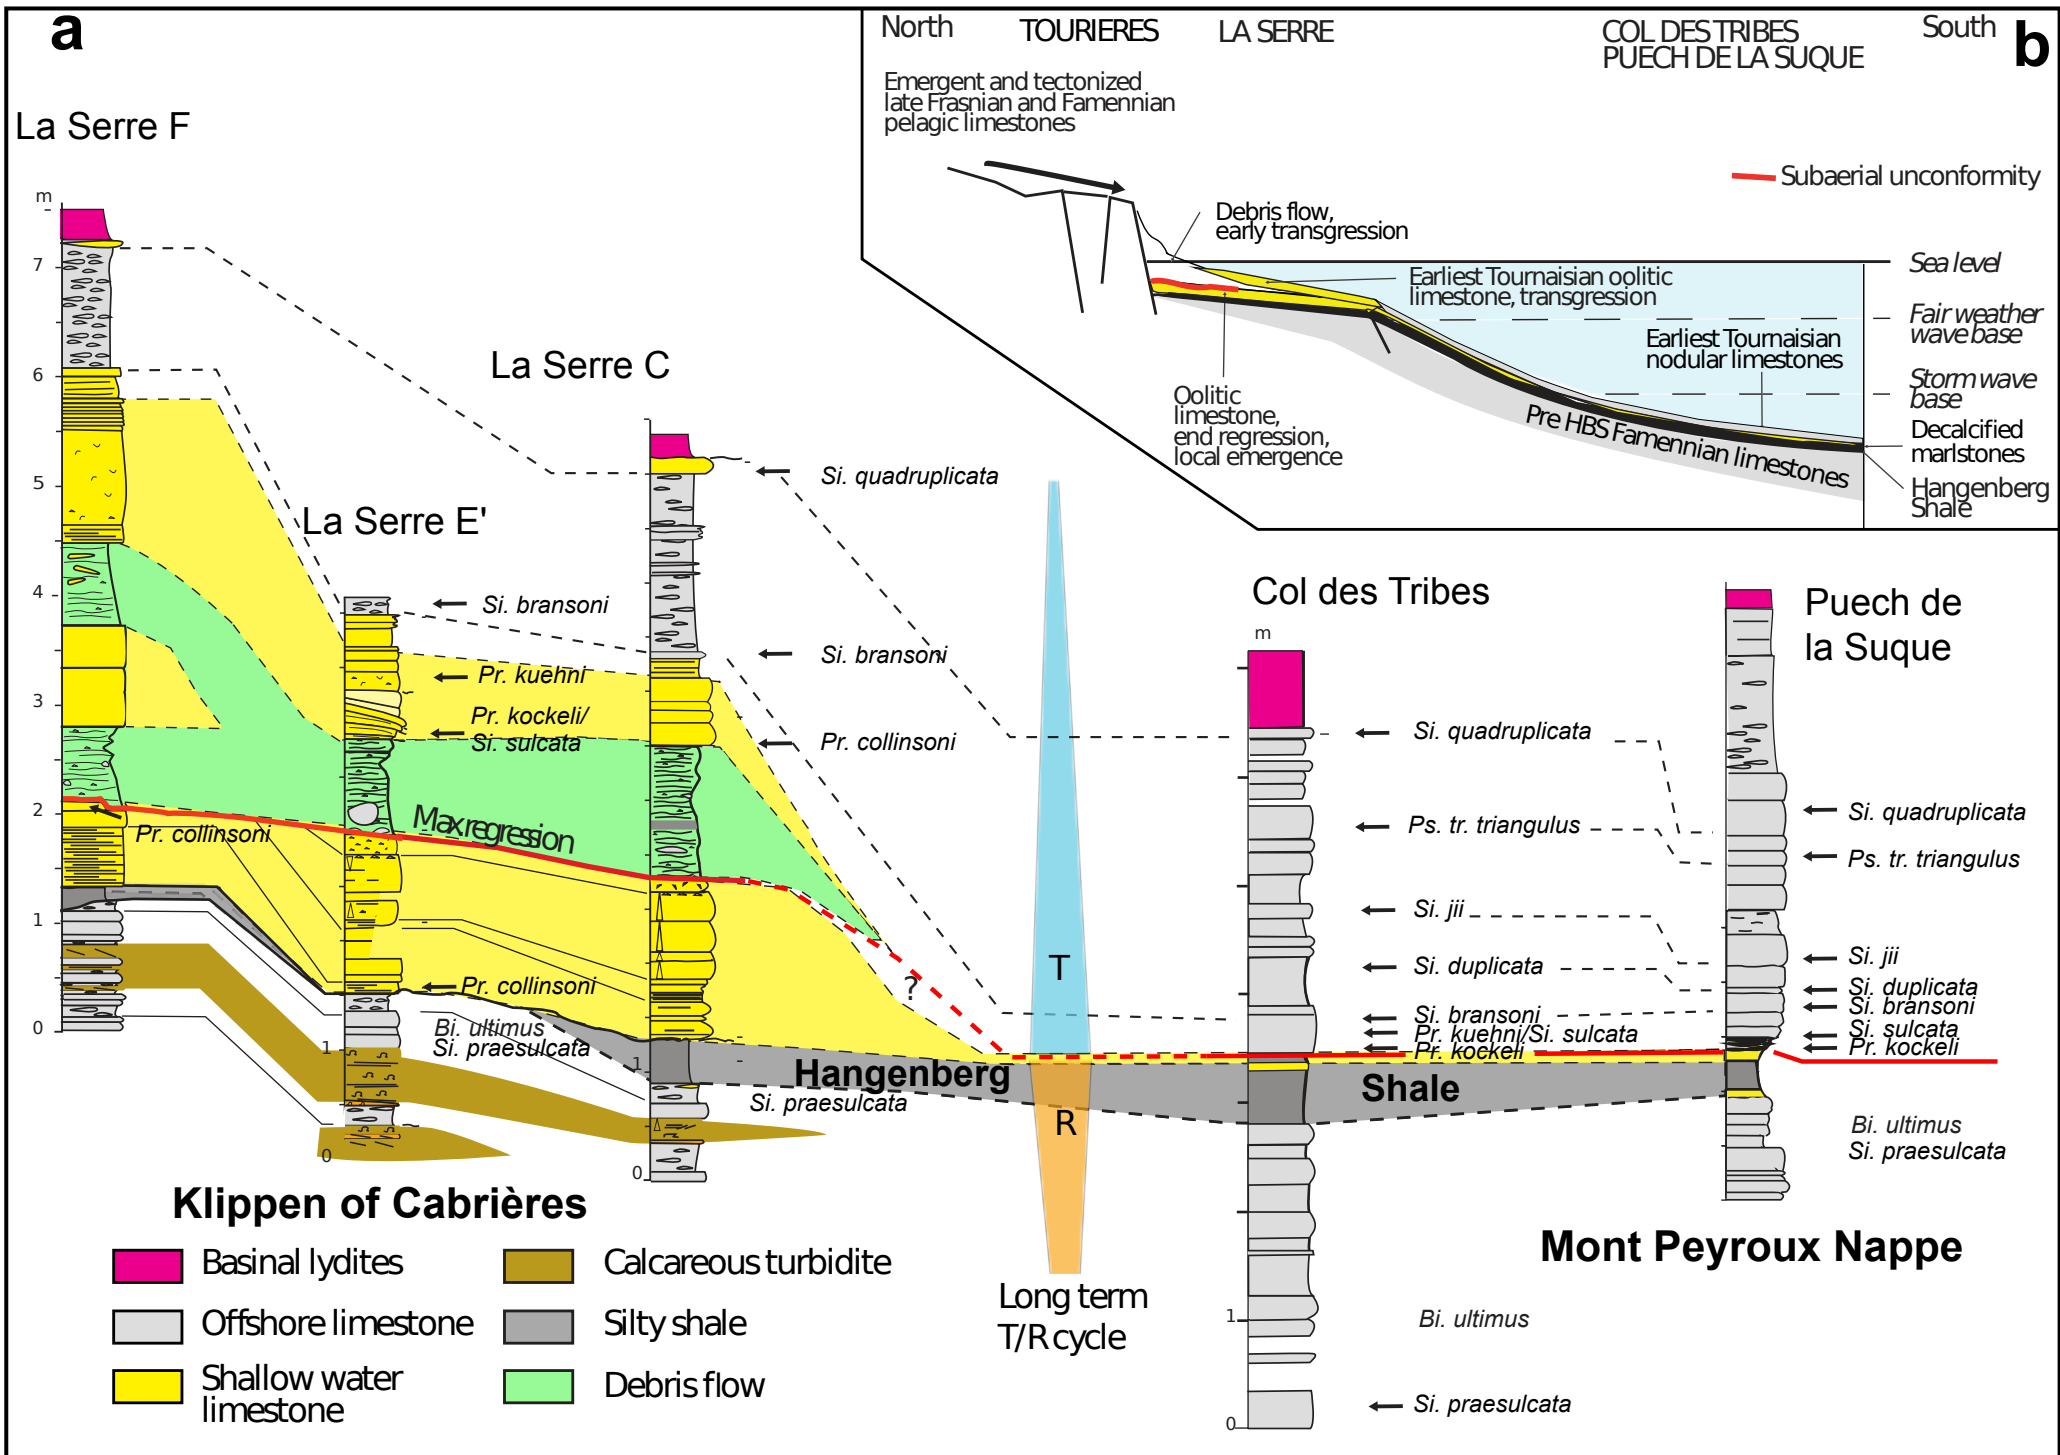 a
La Serre F
m
7
6
5
4
3
2
1
0
La Serre E'
1
0
La Serre C
1
0
Si. quadruplicata
Si. bransoni
Si. bransoni
Pr. kuehni
Pr. kockeli/
Si. sulcata
Pr. collinsoni
Max regression
Pr. collinsoni
Pr. collinsoni
Bi. ultimus
Si. praesulcata
Si. praesulcata
?
Hangenberg
Shale
T
R
Long term
T/R cycle
Col des Tribes
m
1
0
Si. quadruplicata
Ps. tr. triangulus
Si. jii
Si. duplicata
Si. bransoni
Pr. kuehni/Si. sulcata
Pr. kockeli
Bi. ultimus
Si. praesulcata
Puech de
la Suque
Si. quadruplicata
Ps. tr. triangulus
Si. jii
Si. duplicata
Si. bransoni
Si. sulcata
Pr. kockeli
Bi. ultimus
Si. praesulcata
Klippen of Cabrières
Mont Peyroux Nappe
Basinal lydites
Offshore limestone
Shallow water
limestone
Calcareous turbidite
Silty shale
Debris flow
b
North
TOURIERES
LA SERRE
COL DES TRIBES
PUECH DE LA SUQUE
South
Emergent and tectonized
late Frasnian and Famennian
pelagic limestones
Subaerial unconformity
Debris flow,
early transgression
Earliest Tournaisian oolitic
limestone, transgression
Sea level
Fair weather
wave base
Earliest Tournaisian
nodular limestones
Storm wave
base
Oolitic
limestone,
end regression,
local emergence
Pre HBS Famennian limestones
Decalcified
marlstones
Hangenberg
Shale